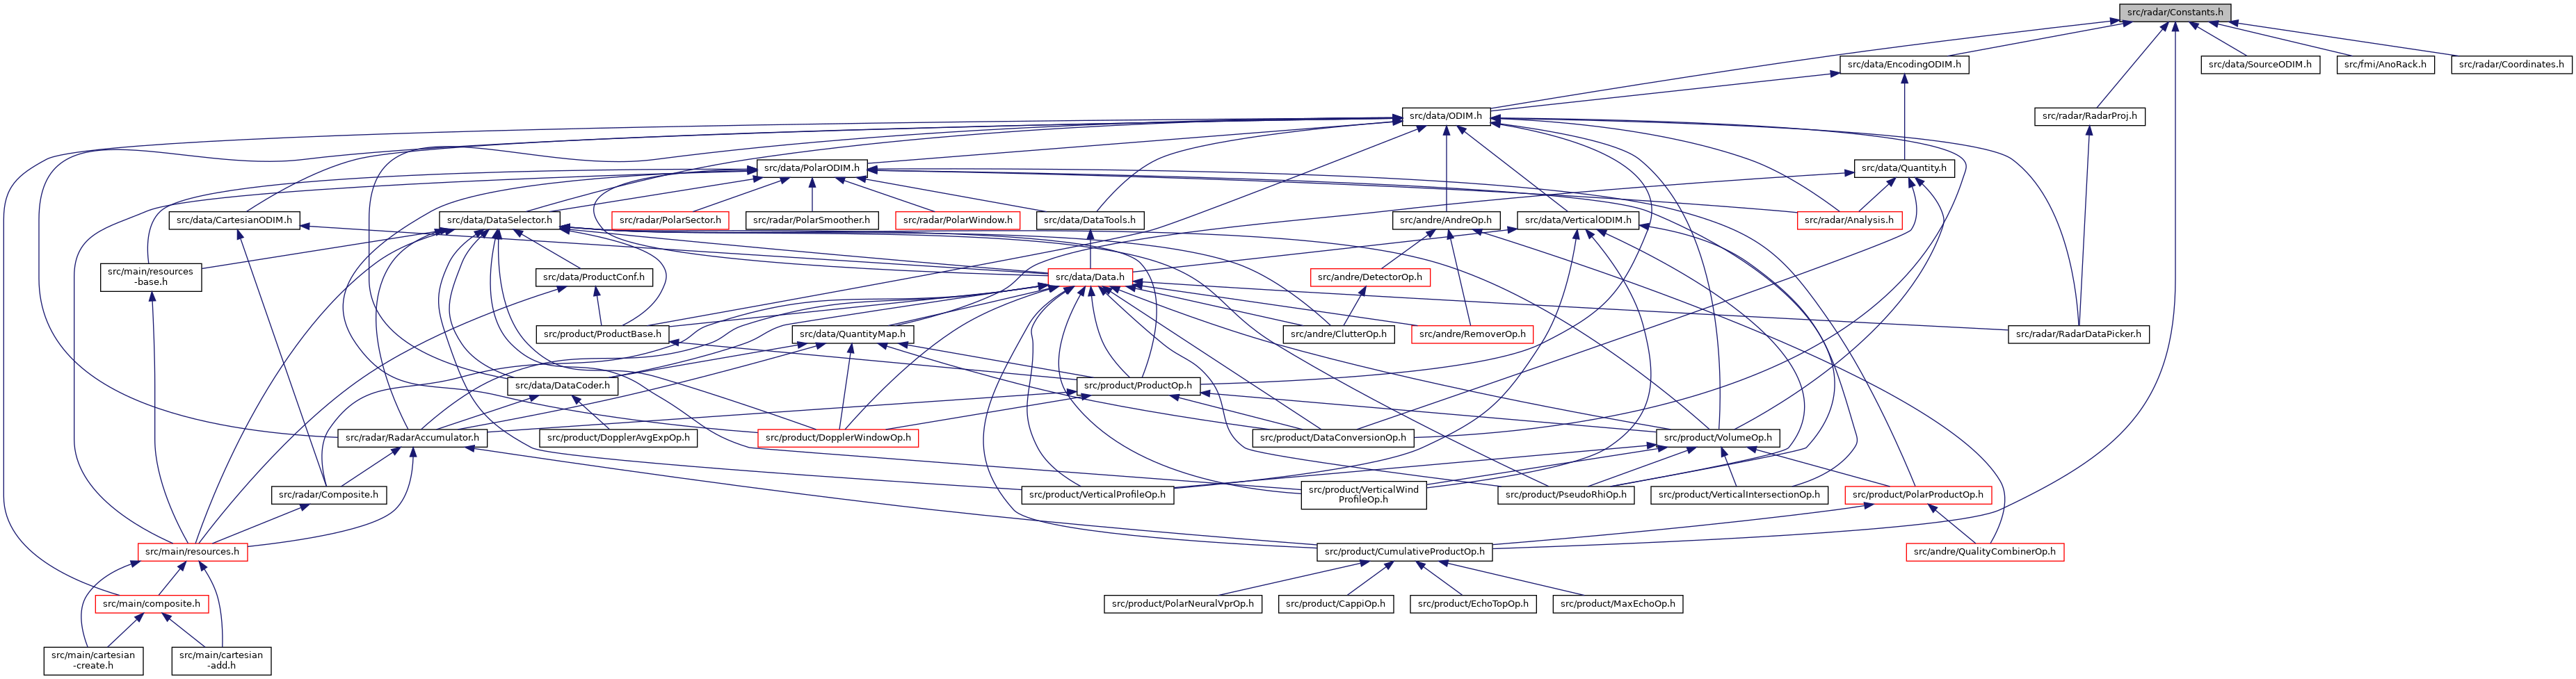 src/radar/Constants.h
src/data/EncodingODIM.h
src/data/SourceODIM.h
src/fmi/AnoRack.h
src/radar/Coordinates.h
src/data/ODIM.h
src/radar/RadarProj.h
src/data/PolarODIM.h
src/data/Quantity.h
src/data/CartesianODIM.h
src/data/DataSelector.h
src/radar/PolarSector.h
src/radar/PolarSmoother.h
src/radar/PolarWindow.h
src/data/DataTools.h
src/andre/AndreOp.h
src/data/VerticalODIM.h
src/radar/Analysis.h
src/main/resources
-base.h
src/data/ProductConf.h
src/data/Data.h
src/andre/DetectorOp.h
src/product/ProductBase.h
src/data/QuantityMap.h
src/andre/ClutterOp.h
src/andre/RemoverOp.h
src/radar/RadarDataPicker.h
src/data/DataCoder.h
src/product/ProductOp.h
src/radar/RadarAccumulator.h
src/product/DopplerAvgExpOp.h
src/product/DopplerWindowOp.h
src/product/DataConversionOp.h
src/product/VolumeOp.h
src/radar/Composite.h
src/product/VerticalProfileOp.h
src/product/VerticalWind
ProfileOp.h
src/product/PseudoRhiOp.h
src/product/VerticalIntersectionOp.h
src/product/PolarProductOp.h
src/main/resources.h
src/product/CumulativeProductOp.h
src/andre/QualityCombinerOp.h
src/main/composite.h
src/product/PolarNeuralVprOp.h
src/product/CappiOp.h
src/product/EchoTopOp.h
src/product/MaxEchoOp.h
src/main/cartesian
-create.h
src/main/cartesian
-add.h